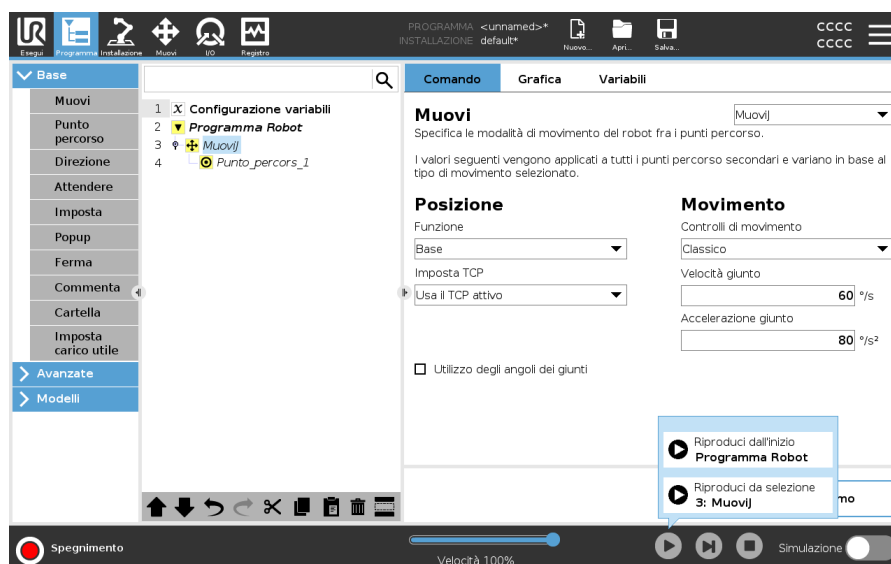 UR
Esegui
Programma
Installazione
Muovi
I/O
Registro
PROGRAMMA <unnamed>*
INSTALLAZIONE default*
Nuovo...
Apri...
Salva...
cccc
cccc
Base
Muovi
Punto
percorso
Direzione
Attendere
Imposta
Popup
Ferma
Commenta
Cartella
Imposta
carico utile
Avanzate
Modelli
1 X Configurazione variabili
2 Programma Robot
3 MuoviJ
4 Punto_percors_1
Comando Grafica Variabili
Muovi
MuoviJ
Specifica le modalità di movimento del robot fra i punti percorso.
I valori seguenti vengono applicati a tutti i punti percorso secondari e variano in base al
tipo di movimento selezionato.
Posizione
Funzione
Base
Imposta TCP
Usa il TCP attivo
Utilizzo degli angoli dei giunti
Movimento
Controlli di movimento
Classico
Velocità giunto
60 °/s
Accelerazione giunto
80 °/s²
Riproduci dall'inizio
Programma Robot
Riproduci da selezione
3: MuoviJ
mo
Spegnimento
Velocità 100%
Simulazione